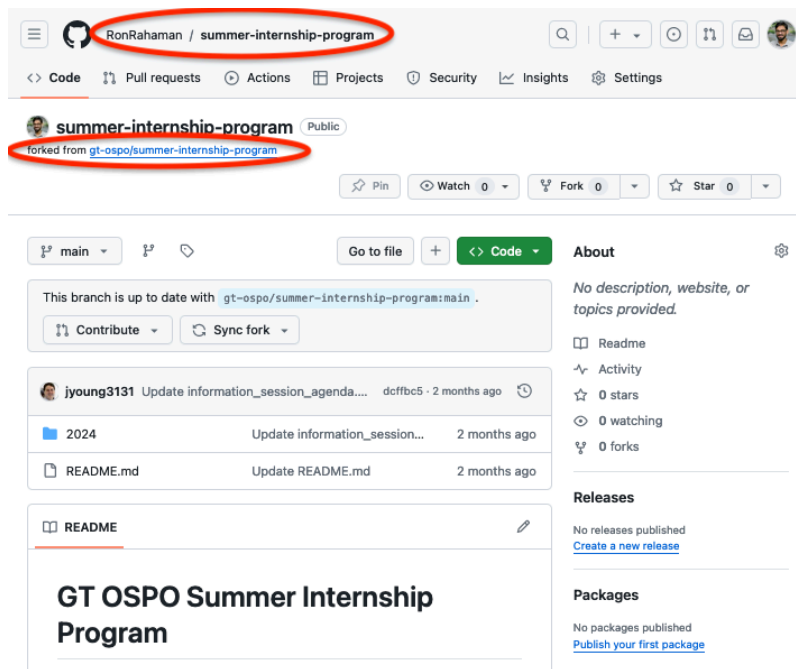 RonRahaman / summer-internship-program
<> Code Pull requests Actions Projects Security Insights Settings
summer-internship-program Public
forked from gt-ospo/summer-internship-program
Pin Watch 0 Fork 0 Star 0
main Go to file + <> Code
About
No description, website, or
topics provided.
This branch is up to date with gt-ospo/summer-internship-program:main .
Contribute Sync fork
Readme
Activity
0 stars
0 watching
0 forks
jyoung3131 Update information_session_agenda.... dcffbc5 · 2 months ago
2024 Update information_session... 2 months ago
README.md Update README.md 2 months ago
Releases
No releases published
Create a new release
README
GT OSPO Summer Internship
Program
Packages
No packages published
Publish your first package